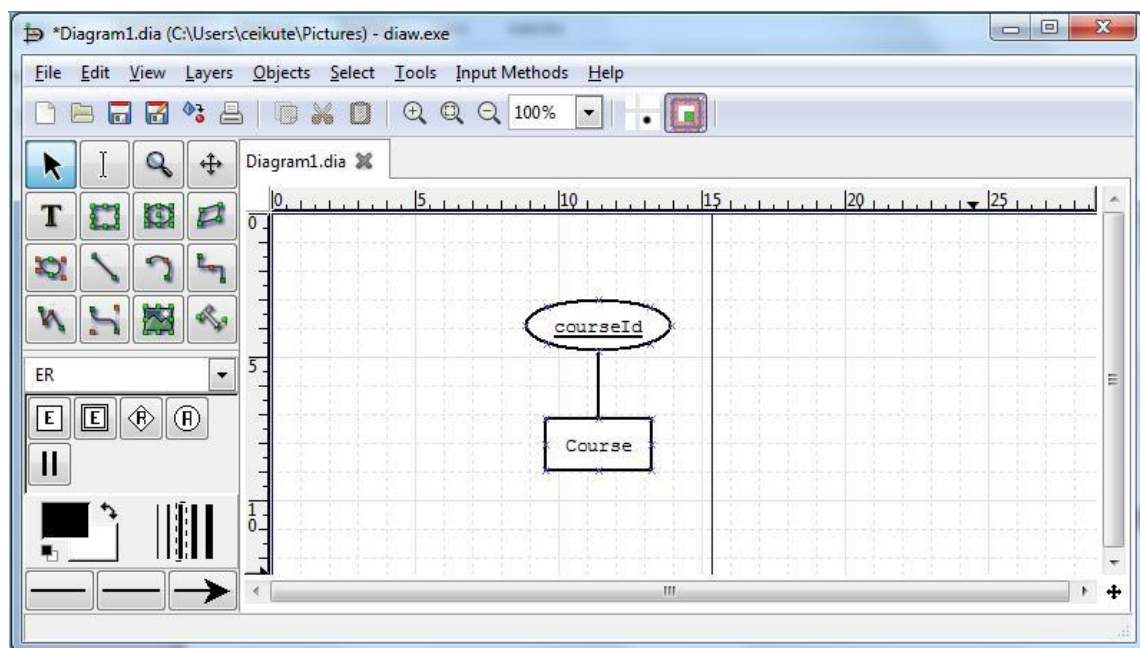 *Diagram1.dia (C:\Users\ceikute\Pictures) - diaw.exe
File Edit View Layers Objects Select Tools Input Methods Help
100%
Diagram1.dia
T
0 5 10 15 20 25
0
courseId
5
ER
E E R A
Course
10